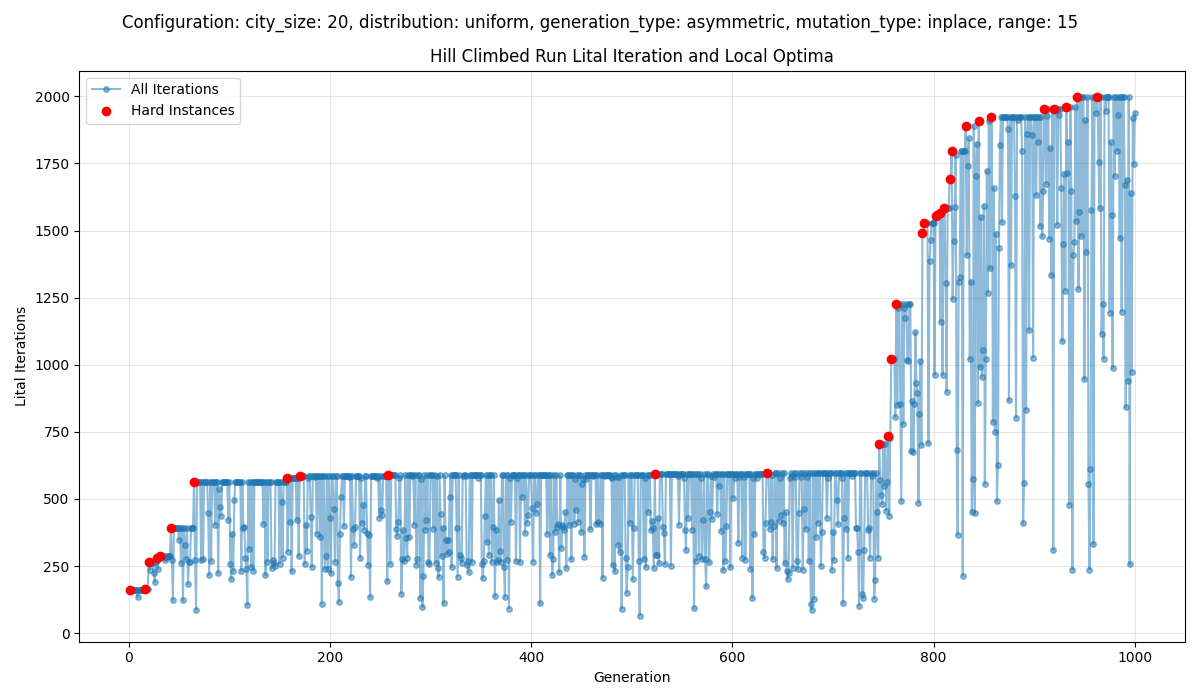 Configuration: city_size: 20, distribution: uniform, generation_type: asymmetric, mutation_type: inplace, range: 15
Hill Climbed Run Lital Iteration and Local Optima
All Iterations
Hard Instances
2000
1750
1500
1250
1000
750
500
250
0
Lital Iterations
0 200 400 600 800 1000
Generation